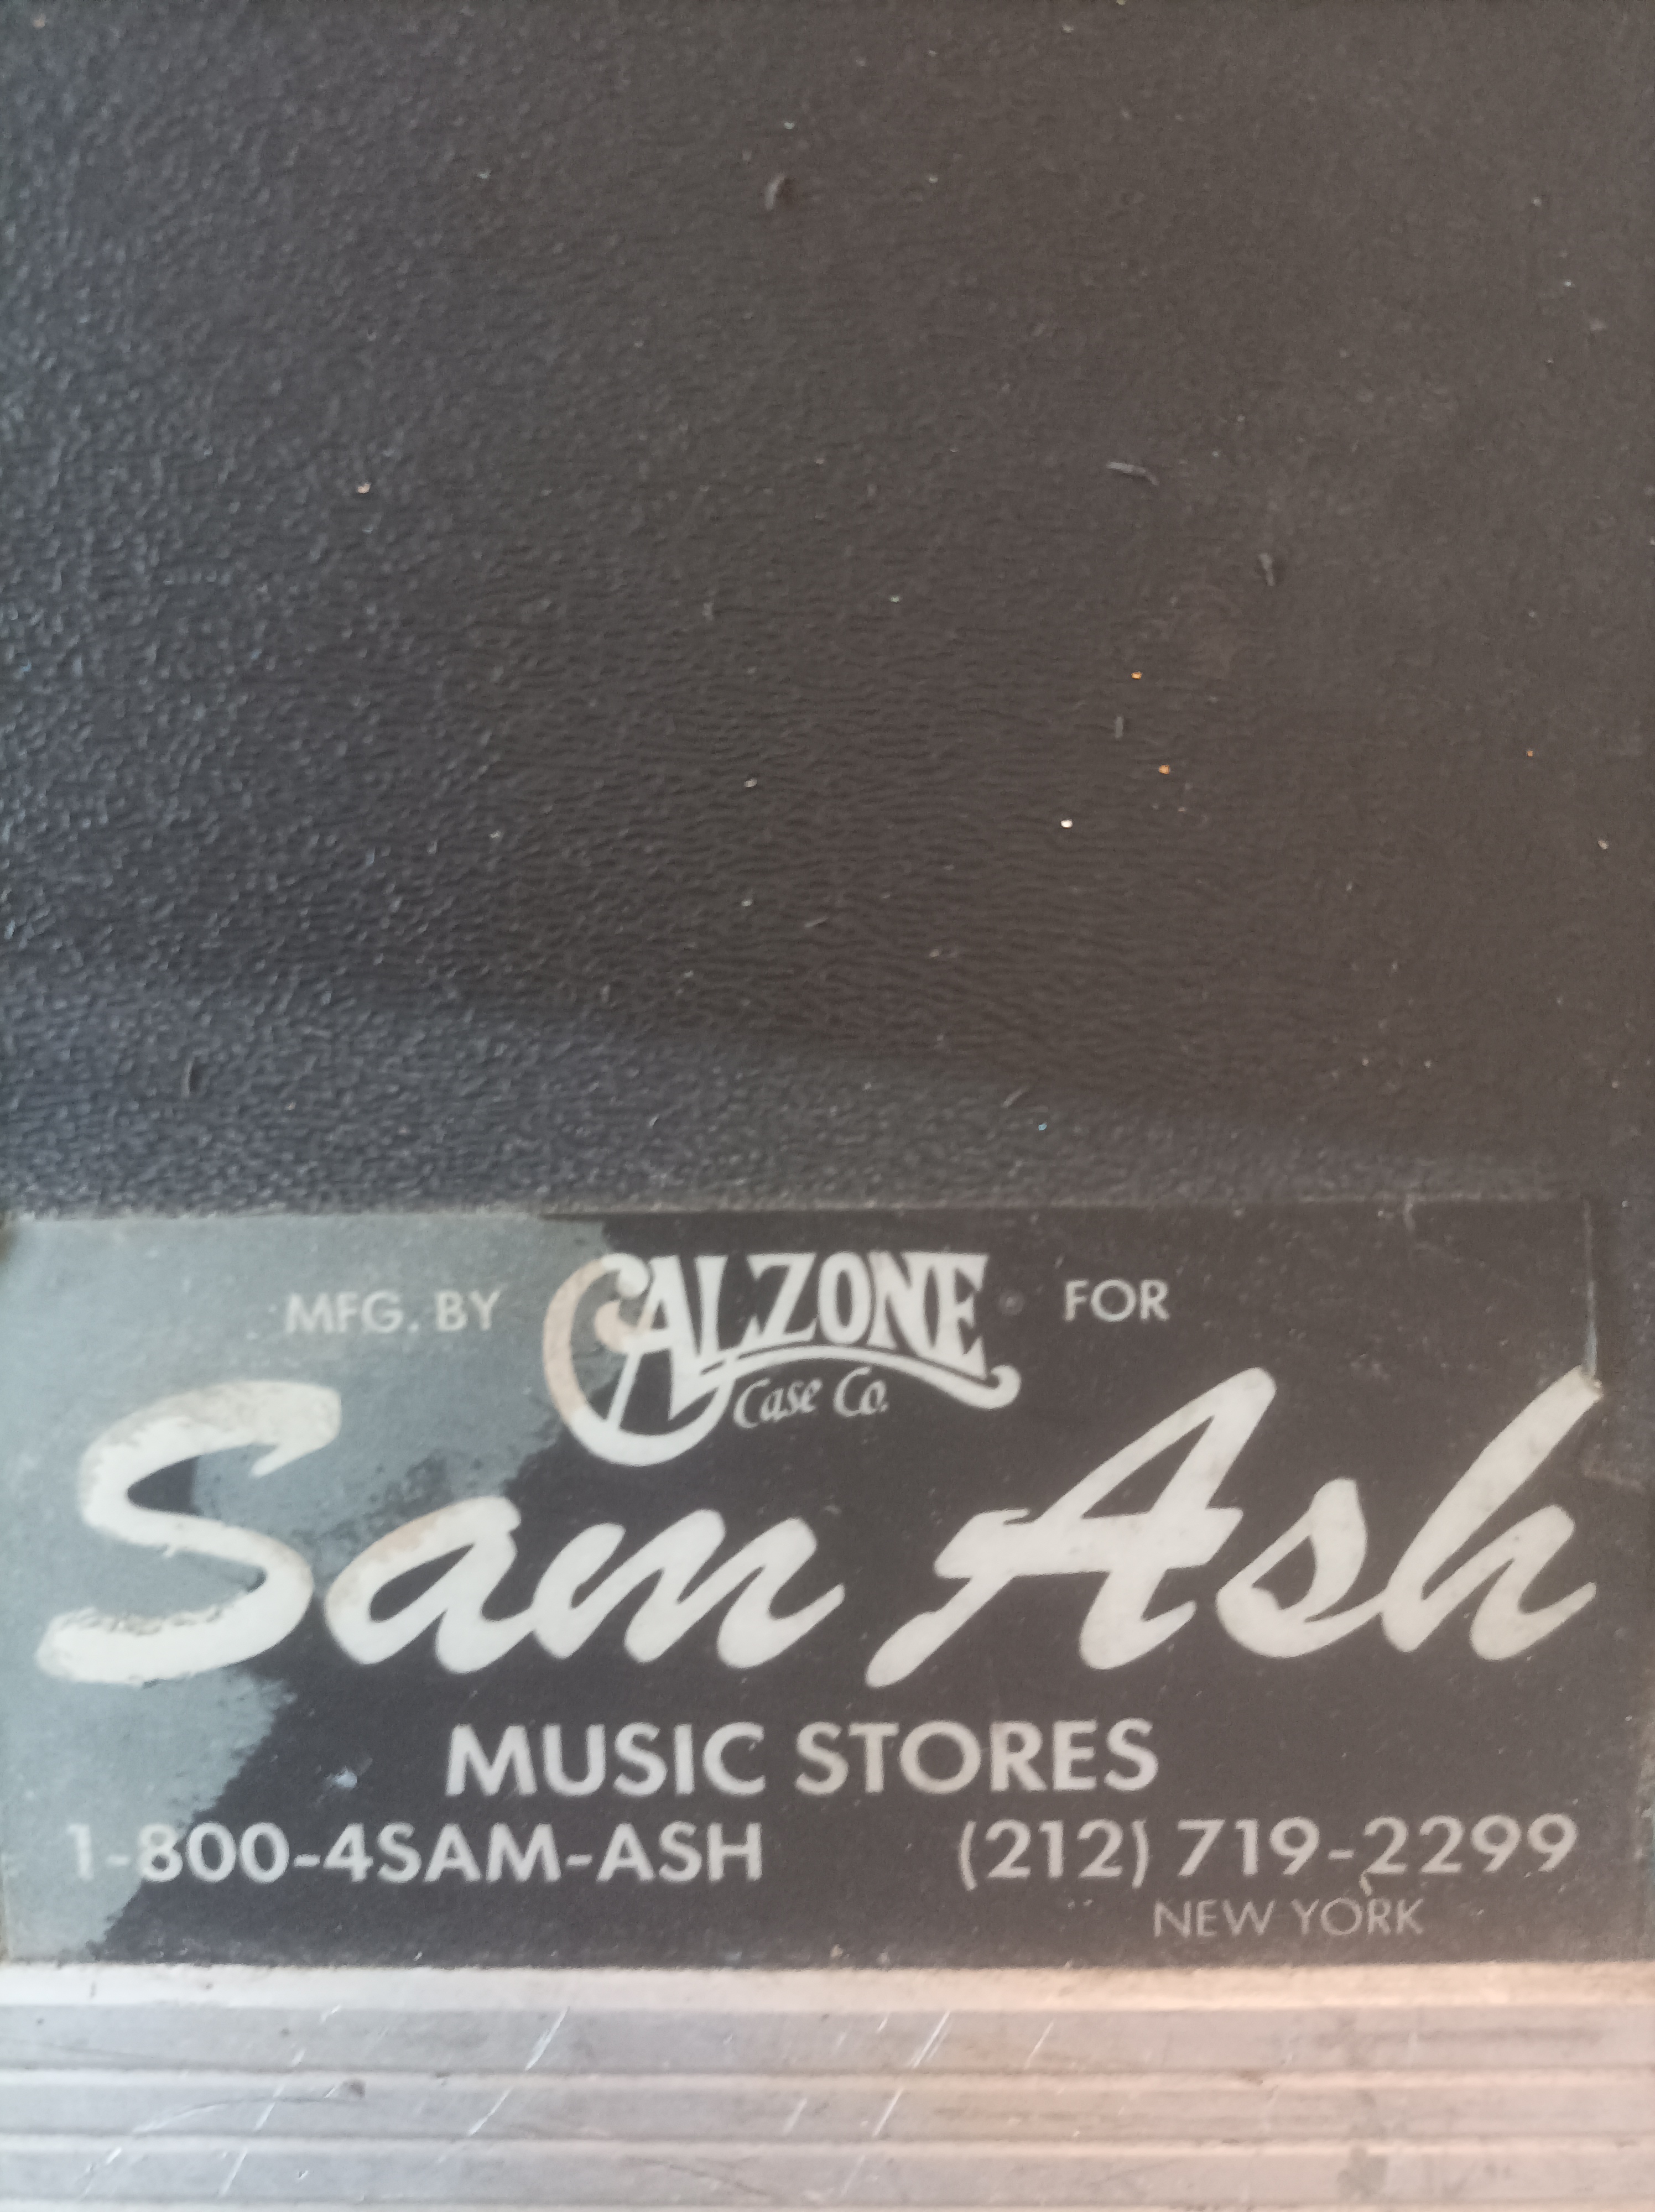 MFG. BY CALZONE FOR
Case Co.
Sam Ash
MUSIC STORES
1-800-4SAM-ASH (212) 719-2299
NEW YORK